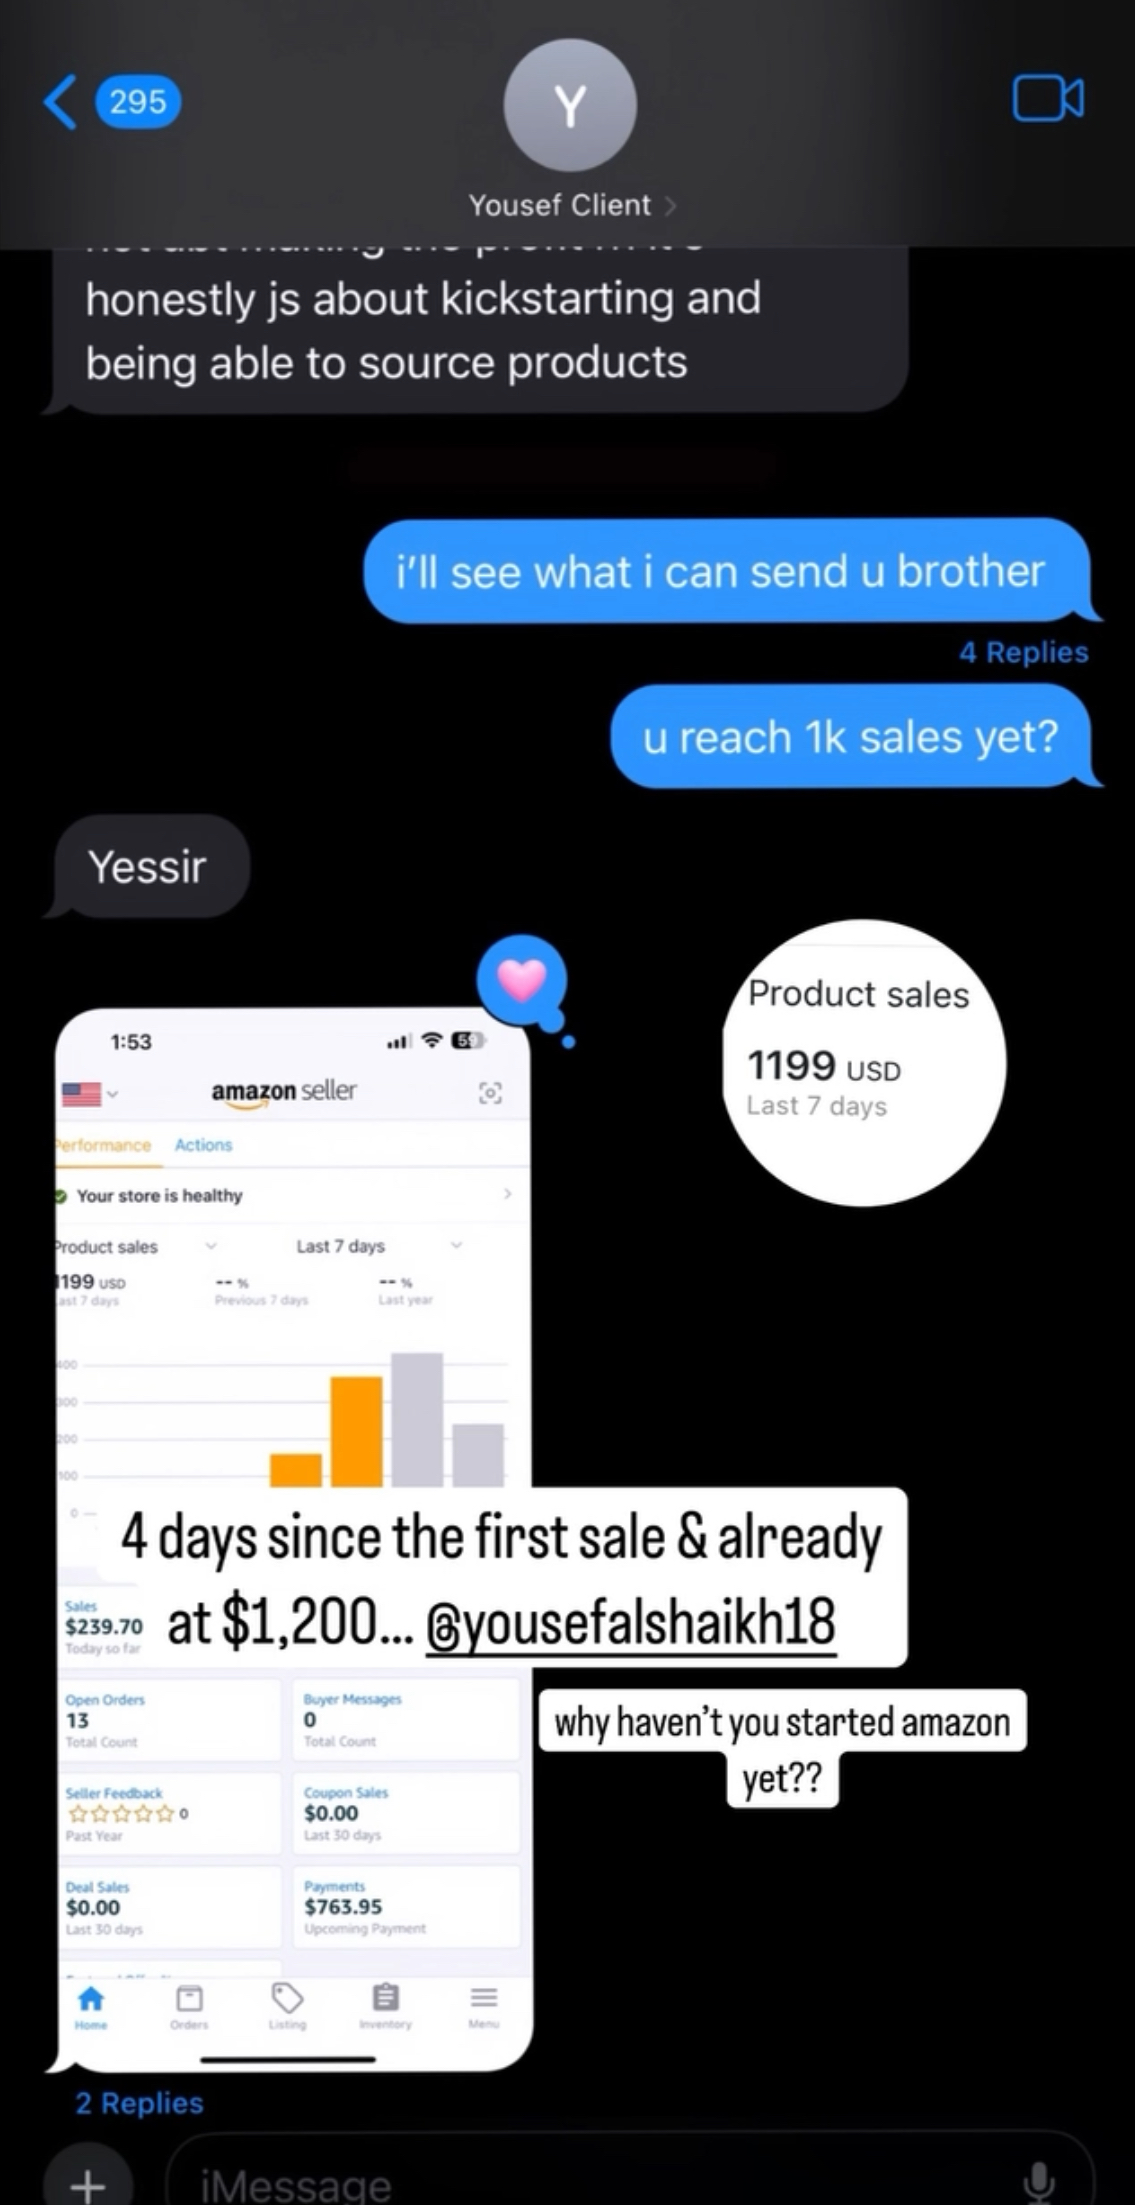 295
Y
Yousef Client
honestly js about kickstarting and
being able to source products
i'll see what i can send u brother
4 Replies
u reach 1k sales yet?
Yessir
Product sales
1199 USD
Last 7 days
1:53
59
amazon seller
Performance Actions
Your store is healthy
Product sales Last 7 days
1199 USD -- % -- %
Last 7 days Previous 7 days Last year
400
300
200
100
0
4 days since the first sale & already
at $1,200... @yousefalshaikh18
Sales
$239.70
Today so far
why haven't you started amazon
yet??
Open Orders
13
Total Count
Buyer Messages
0
Total Count
Seller Feedback
0
Past Year
Coupon Sales
$0.00
Last 30 days
Deal Sales
$0.00
Last 30 days
Payments
$763.95
Upcoming Payment
Home Orders Listing Inventory Menu
2 Replies
iMessage